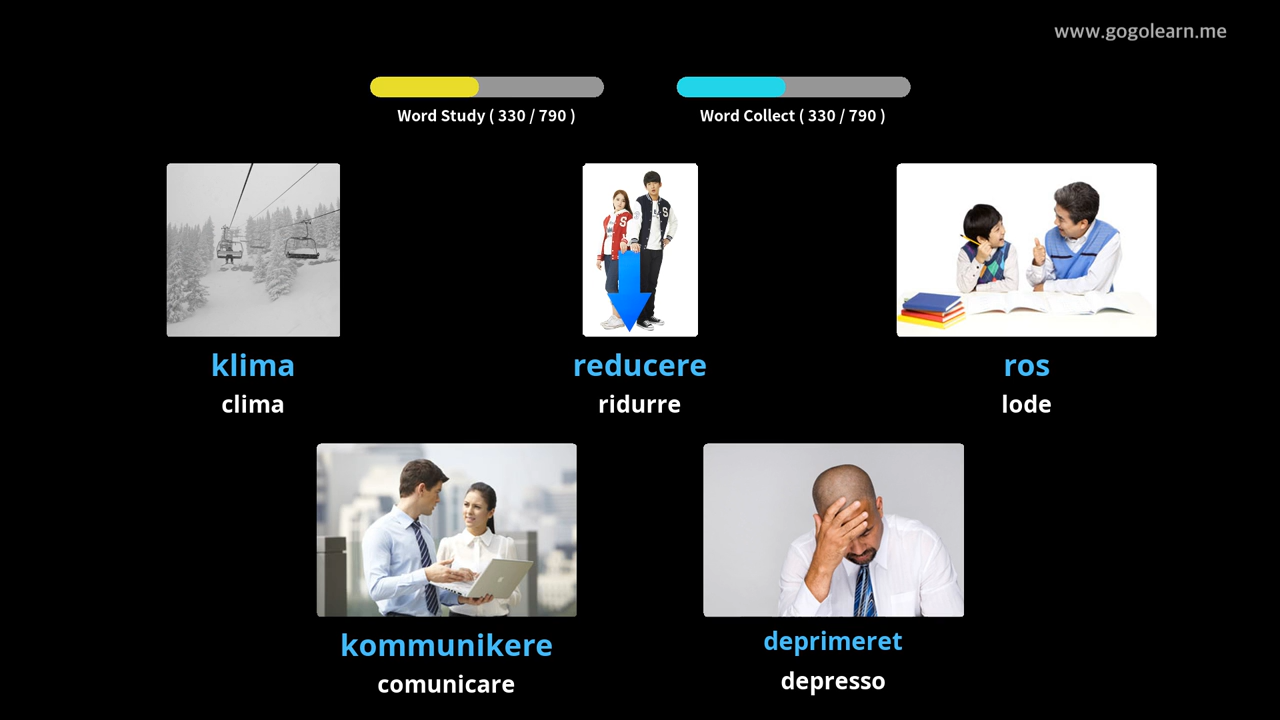 www.gogolearn.me
Word Study ( 330 / 790 )
Word Collect ( 330 / 790 )
klima
clima
reducere
ridurre
ros
lode
kommunikere
comunicare
deprimeret
depresso